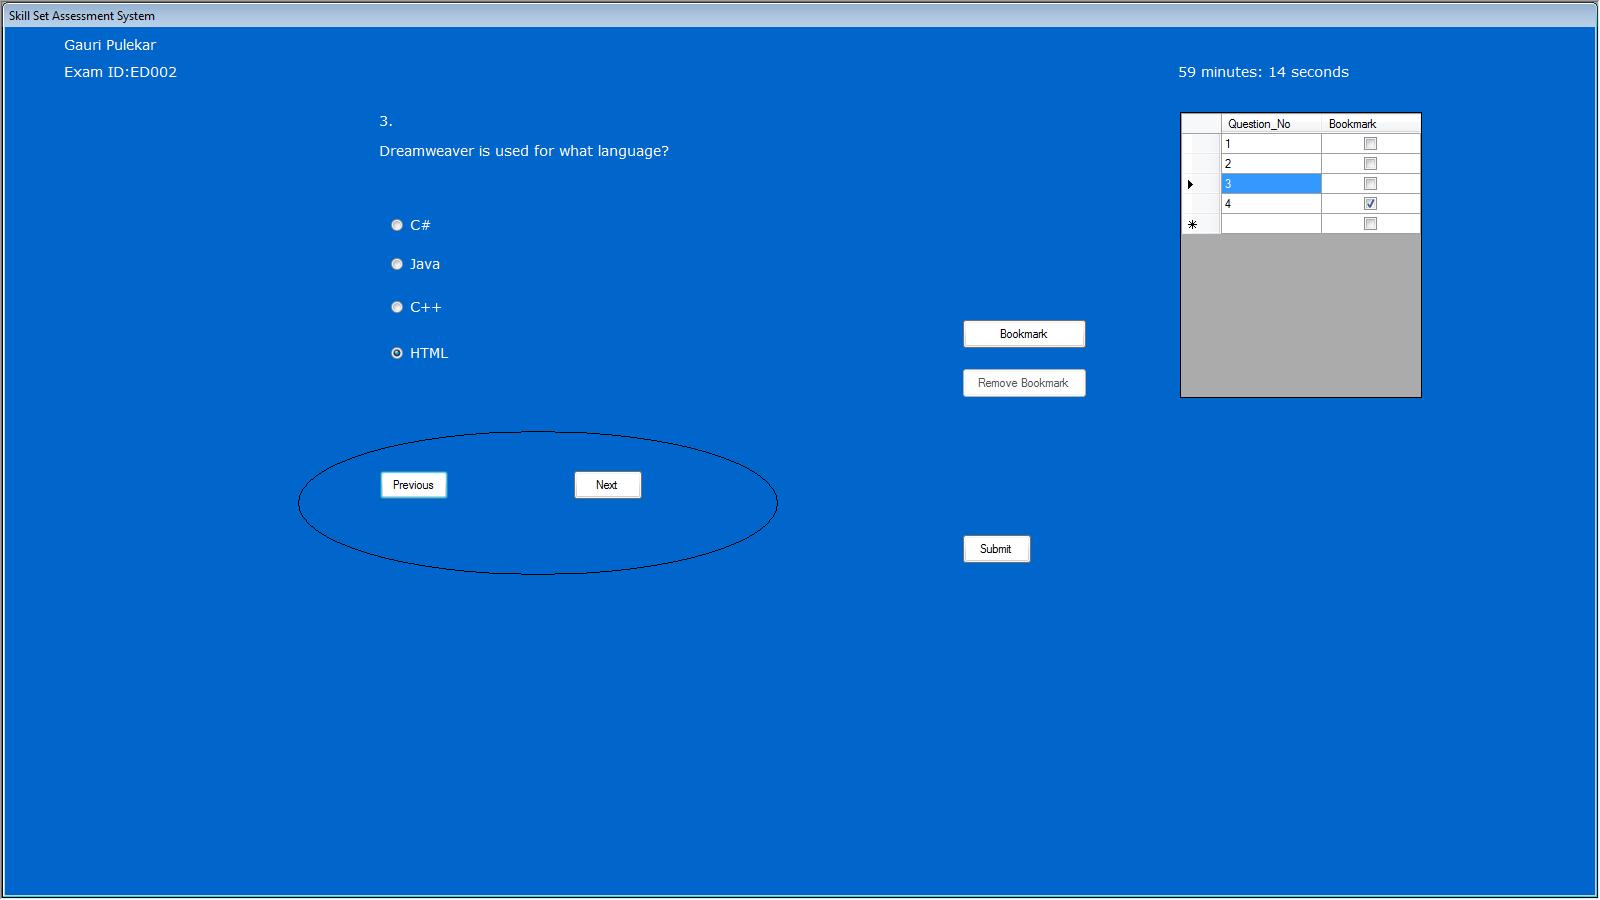 Skill Set Assessment System
Gauri Pulekar
Exam ID:ED002
59 minutes: 14 seconds
3.
Dreamweaver is used for what language?
C#
Java
C++
HTML
Previous
Next
Bookmark
Remove Bookmark
Submit
Question_No Bookmark
1
2
3
4